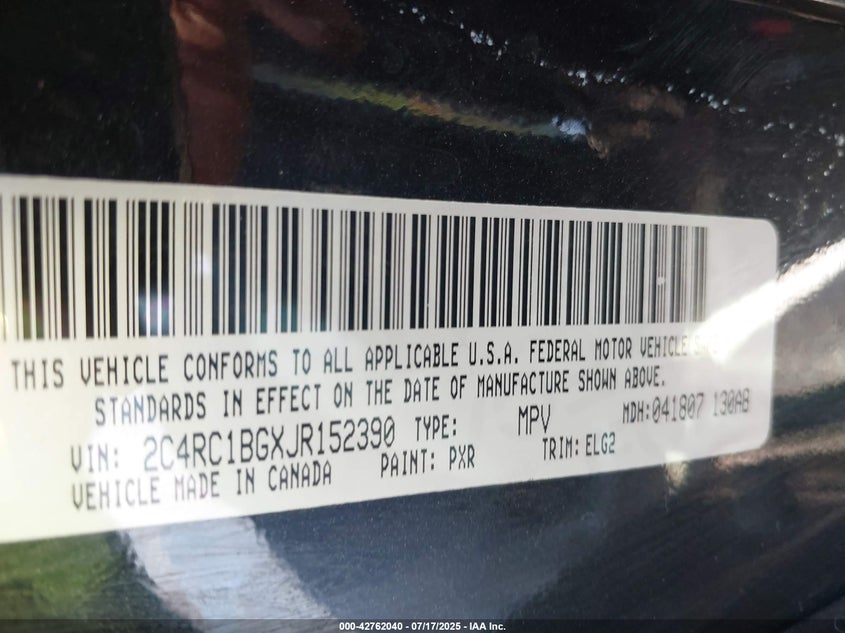 THIS VEHICLE CONFORMS TO ALL APPLICABLE U.S.A. FEDERAL MOTOR VEHICLE
STANDARDS IN EFFECT ON THE DATE OF MANUFACTURE SHOWN ABOVE.
VIN: 2C4RC1BGXJR152390 TYPE: MPV MDH: 041807 130AB
VEHICLE MADE IN CANADA PAINT: PXR TRIM: ELG2
000-42762040 - 07/17/2025 - IAA Inc.